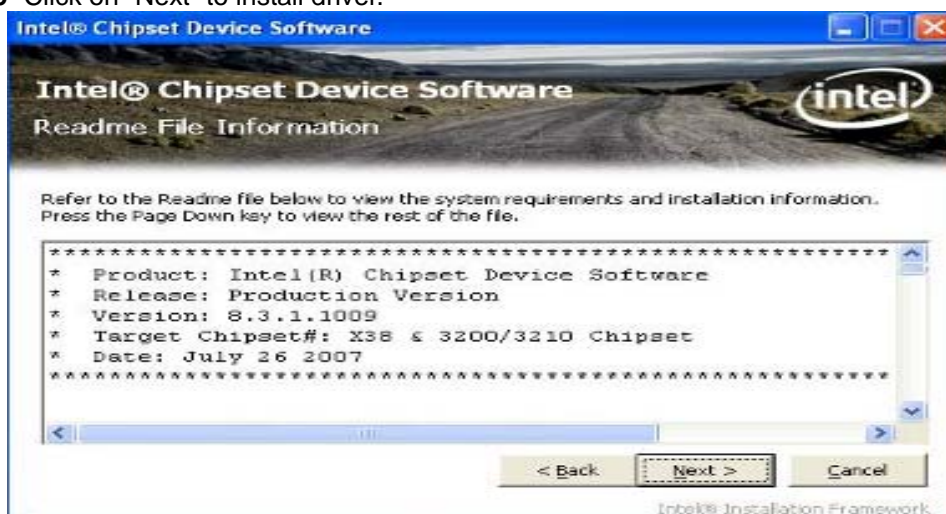 Click on "Next" to install driver.
Intel® Chipset Device Software
Intel® Chipset Device Software
Readme File Information
intel
Refer to the Readme file below to view the system requirements and installation information.
Press the Page Down key to view the rest of the file.
*********************************************************
* Product: Intel(R) Chipset Device Software
* Release: Production Version
* Version: 8.3.1.1009
* Target Chipset#: X38 & 3200/3210 Chipset
* Date: July 26 2007
*********************************************************
< Back Next > Cancel
Intel® Installation Framework